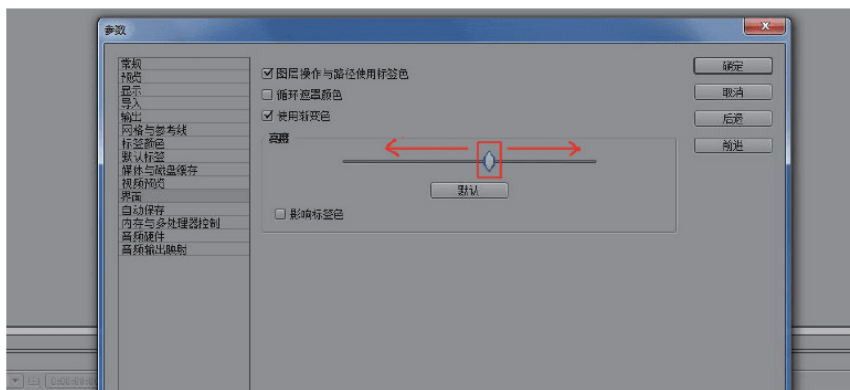 参数
常规
预览
显示
导入
输出
网格与参考线
标签颜色
默认标签
媒体与磁盘缓存
视频预览
界面
自动保存
内存与多处理器控制
音频硬件
音频输出映射
图层操作与路径使用标签色
循环遮罩颜色
使用渐变色
亮度
默认
影响标签色
确定
取消
后退
前进